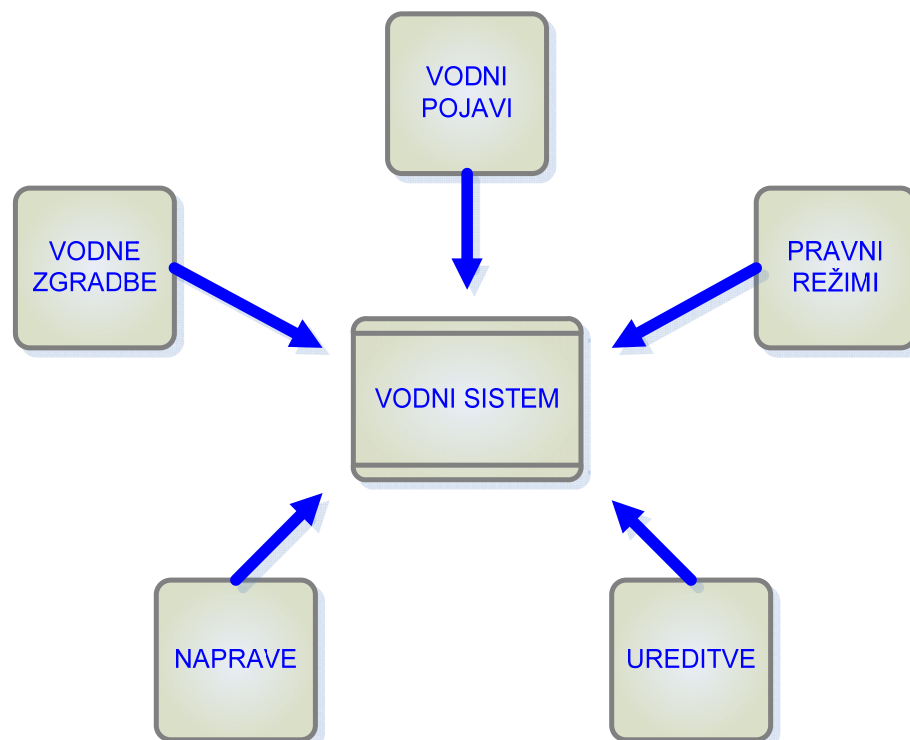 VODNI
POJAVI
VODNE
ZGRADBE
PRAVNI
REŽIMI
VODNI SISTEM
NAPRAVE
UREDITVE